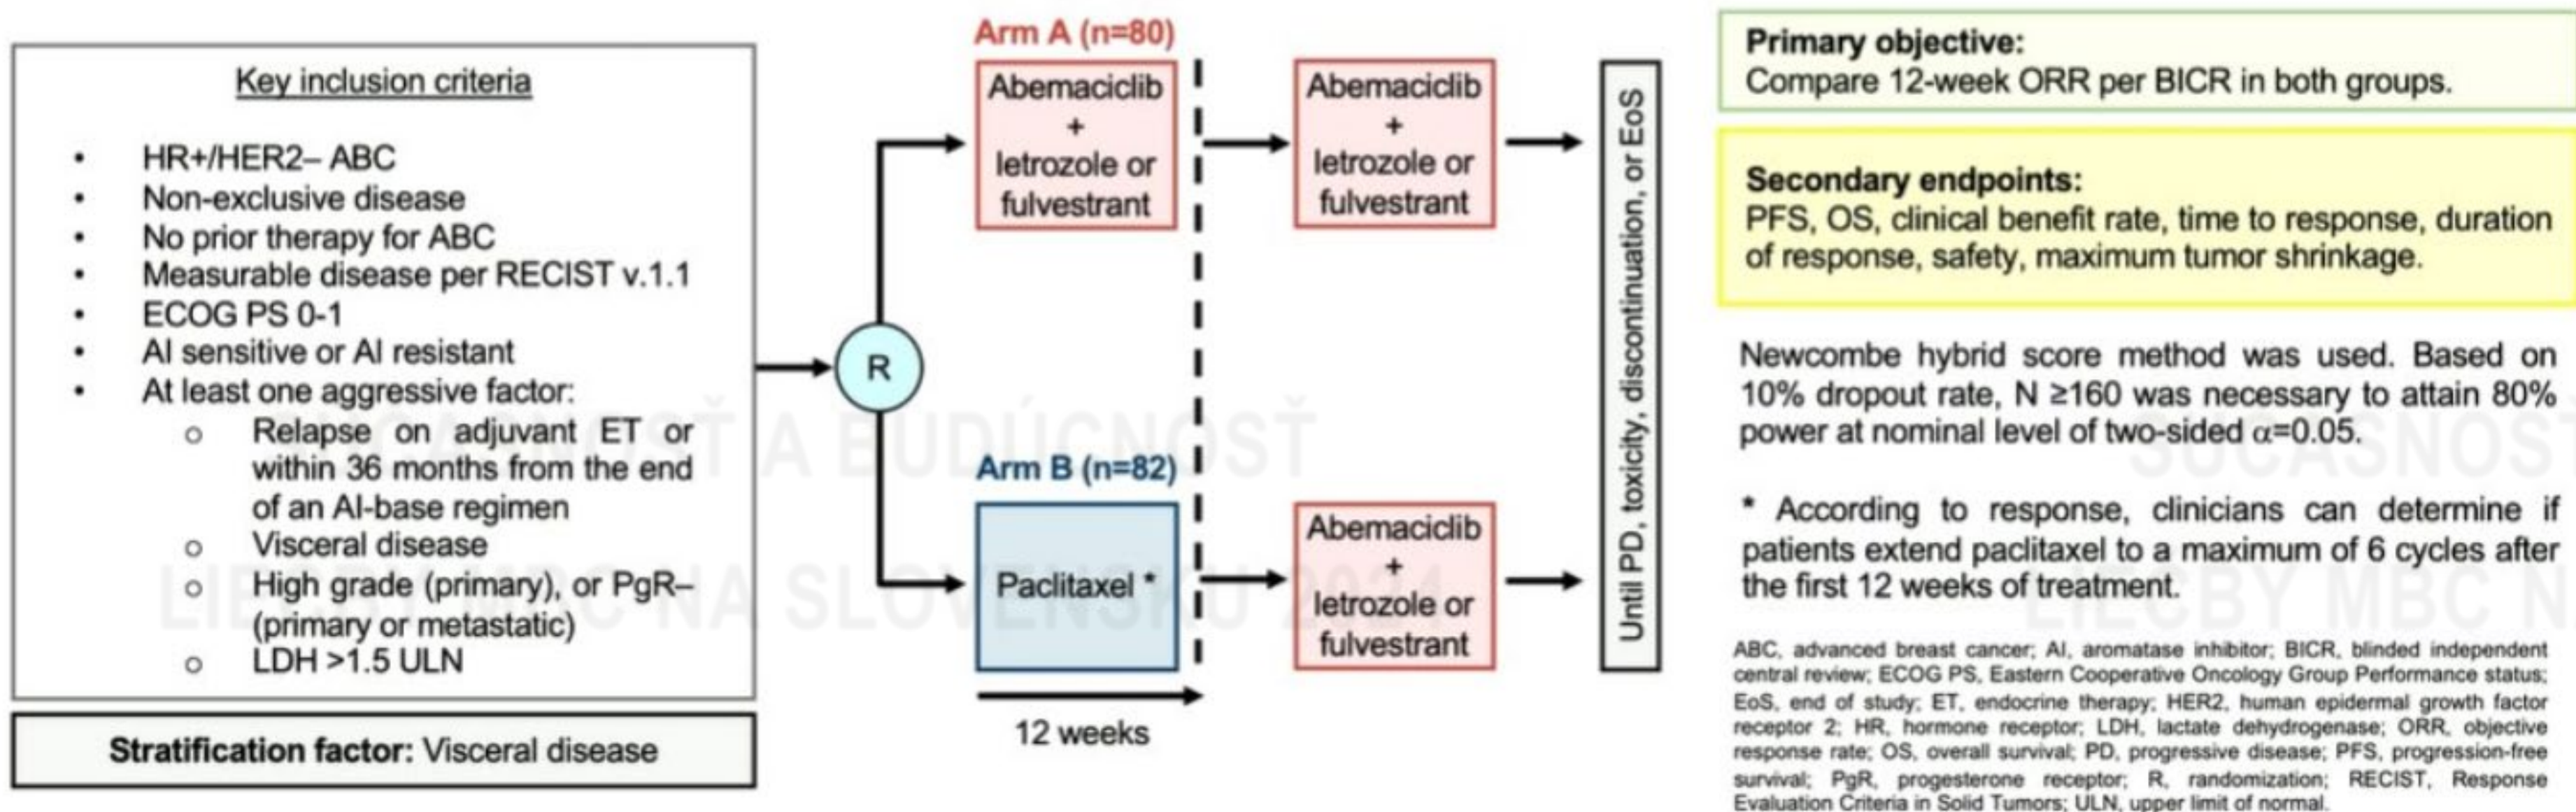 Key inclusion criteria
• HR+/HER2– ABC
• Non-exclusive disease
• No prior therapy for ABC
• Measurable disease per RECIST v.1.1
• ECOG PS 0-1
• AI sensitive or AI resistant
• At least one aggressive factor:
o Relapse on adjuvant ET or
within 36 months from the end
of an AI-base regimen
o Visceral disease
o High grade (primary), or PgR–
(primary or metastatic)
o LDH >1.5 ULN
Stratification factor: Visceral disease
R
Arm A (n=80)
Abemaciclib
+
letrozole or
fulvestrant
Abemaciclib
+
letrozole or
fulvestrant
Arm B (n=82)
Paclitaxel *
Abemaciclib
+
letrozole or
fulvestrant
12 weeks
Until PD, toxicity, discontinuation, or EoS
Primary objective:
Compare 12-week ORR per BICR in both groups.
Secondary endpoints:
PFS, OS, clinical benefit rate, time to response, duration
of response, safety, maximum tumor shrinkage.
Newcombe hybrid score method was used. Based on
10% dropout rate, N ≥160 was necessary to attain 80%
power at nominal level of two-sided α=0.05.
* According to response, clinicians can determine if
patients extend paclitaxel to a maximum of 6 cycles after
the first 12 weeks of treatment.
ABC, advanced breast cancer; AI, aromatase inhibitor; BICR, blinded independent
central review; ECOG PS, Eastern Cooperative Oncology Group Performance status;
EoS, end of study; ET, endocrine therapy; HER2, human epidermal growth factor
receptor 2; HR, hormone receptor; LDH, lactate dehydrogenase; ORR, objective
response rate; OS, overall survival; PD, progressive disease; PFS, progression-free
survival; PgR, progesterone receptor; R, randomization; RECIST, Response
Evaluation Criteria in Solid Tumors; ULN, upper limit of normal.
A BUDÚCNOSŤ
MBC NA SLOVENSKU
SÚČASNOSŤ
LIEČBY MBC N